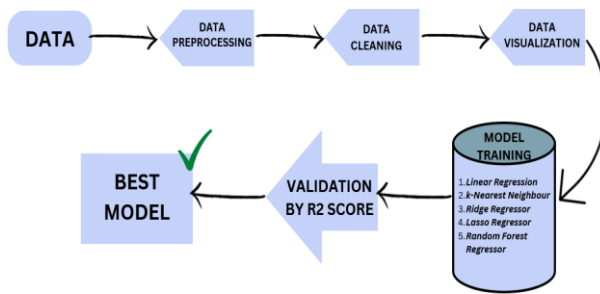 DATA
DATA
PREPROCESSING
DATA
CLEANING
DATA
VISUALIZATION
MODEL
TRAINING
1. Linear Regression
2. k-Nearest Neighbour
3. Ridge Regressor
4. Lasso Regressor
5. Random Forest
Regressor
VALIDATION
BY R2 SCORE
BEST
MODEL